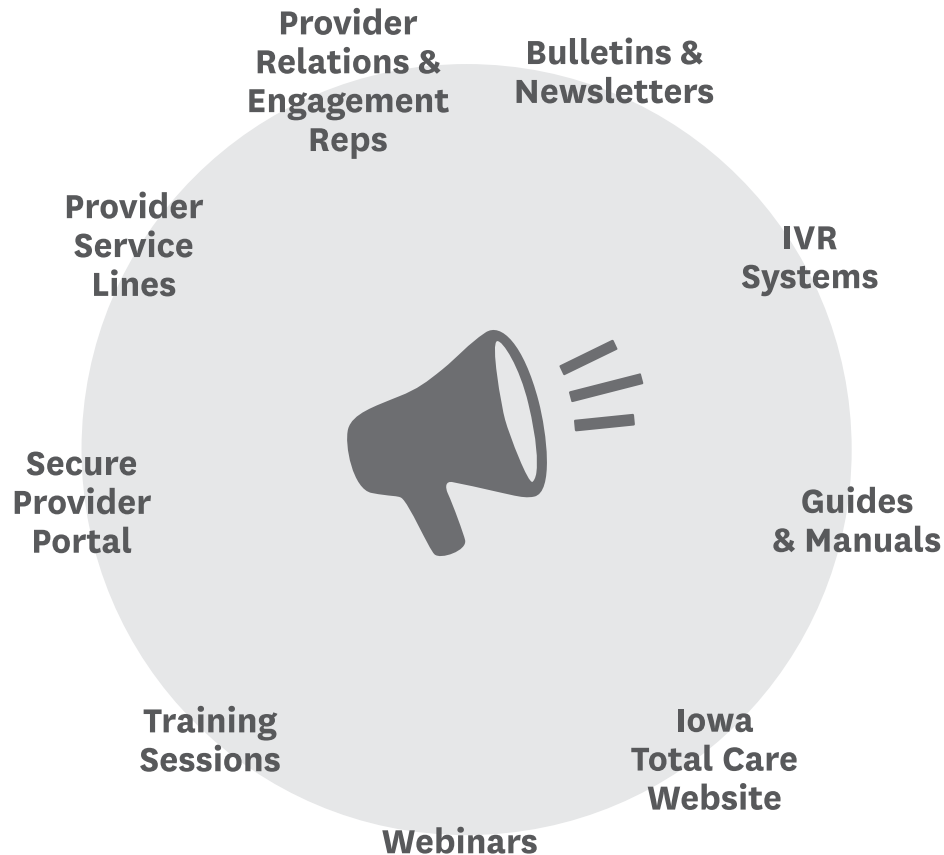 Provider
Relations &
Engagement
Reps
Bulletins &
Newsletters
Provider
Service
Lines
IVR
Systems
Secure
Provider
Portal
Guides
& Manuals
Training
Sessions
Iowa
Total Care
Website
Webinars